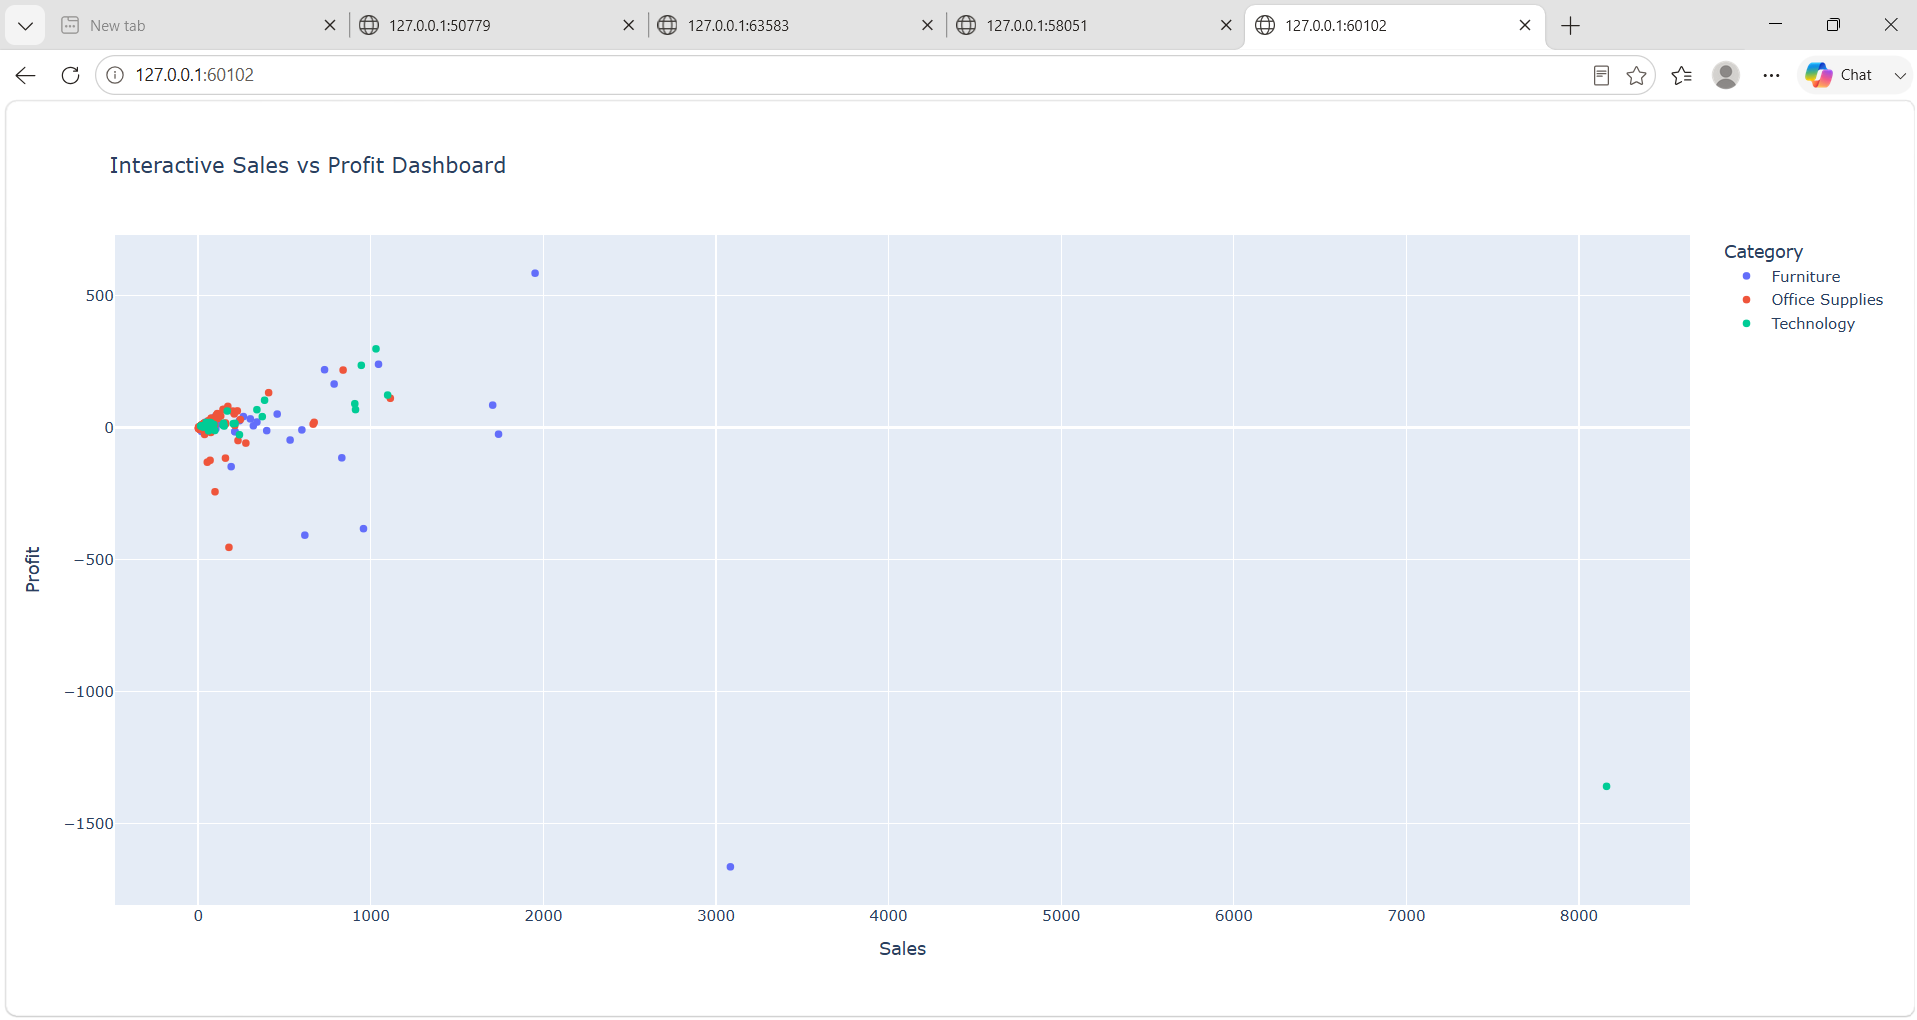 New tab
127.0.0.1:50779
127.0.0.1:63583
127.0.0.1:58051
127.0.0.1:60102
127.0.0.1:60102
Chat
Interactive Sales vs Profit Dashboard
Category
Furniture
Office Supplies
Technology
500
0
−500
−1000
−1500
Profit
0 1000 2000 3000 4000 5000 6000 7000 8000
Sales